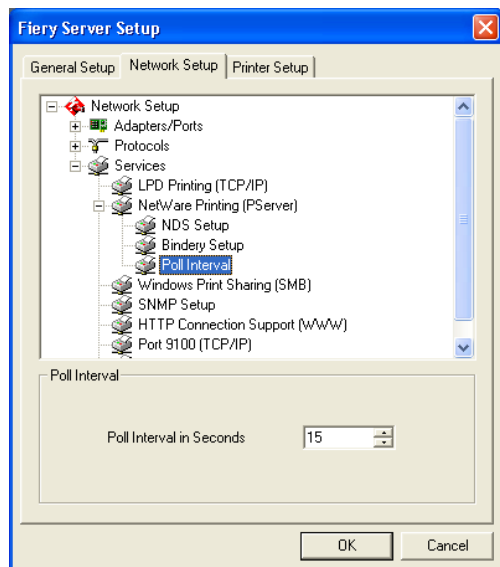 Fiery Server Setup
General Setup
Network Setup
Printer Setup
Network Setup
Adapters/Ports
Protocols
Services
LPD Printing (TCP/IP)
NetWare Printing (PServer)
NDS Setup
Bindery Setup
Poll Interval
Windows Print Sharing (SMB)
SNMP Setup
HTTP Connection Support (WWW)
Port 9100 (TCP/IP)
Poll Interval
Poll Interval in Seconds
15
OK
Cancel